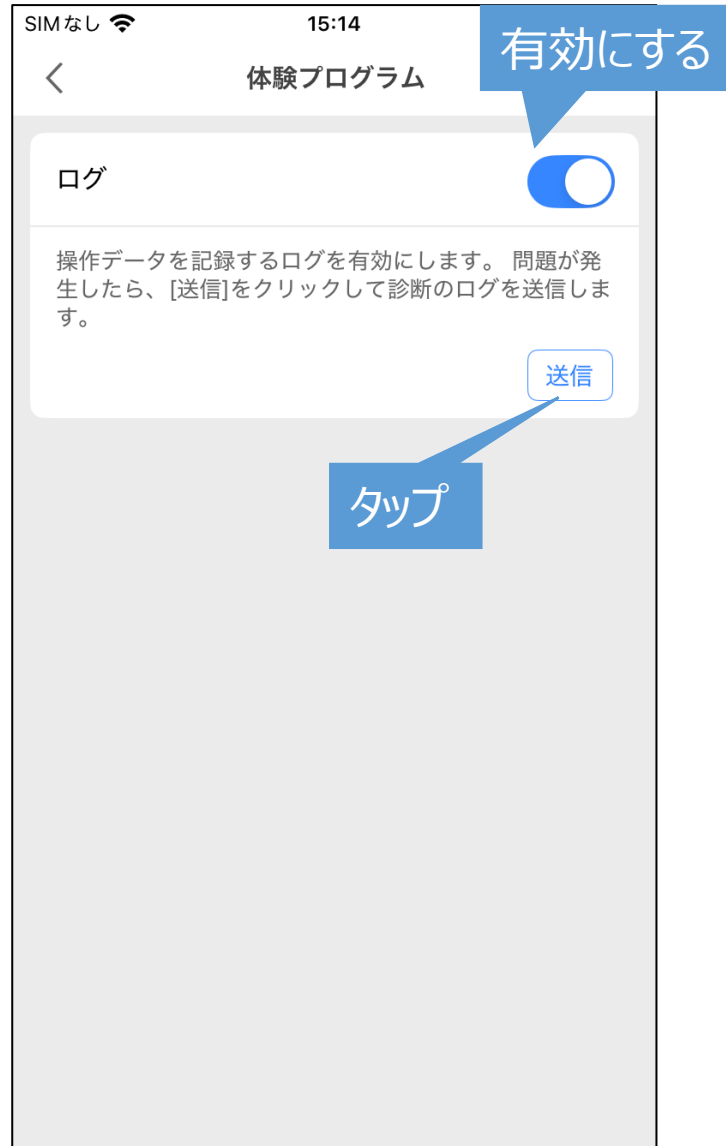 SIMなし 15:14
有効にする
体験プログラム
ログ
操作データを記録するログを有効にします。 問題が発
生したら、[送信]をクリックして診断のログを送信しま
す。
送信
タップ